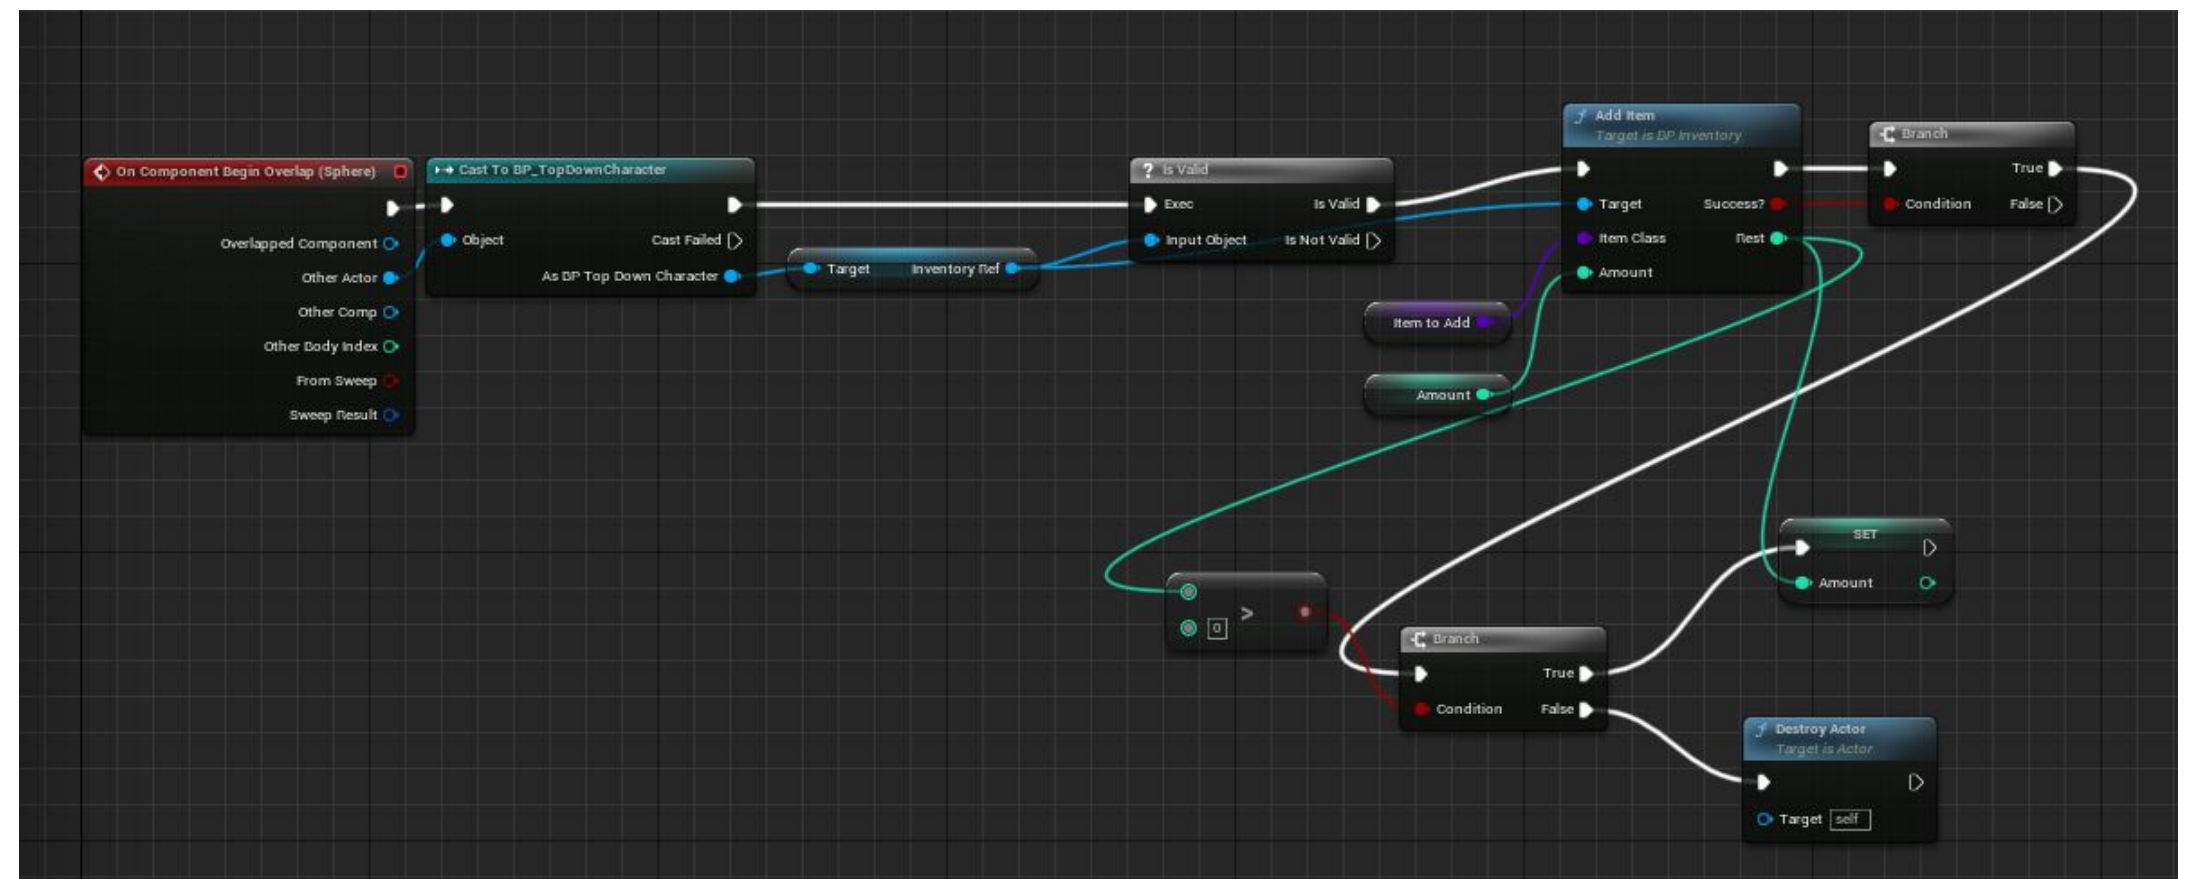 On Component Begin Overlap (Sphere)
Overlapped Component
Other Actor
Other Comp
Other Body Index
From Sweep
Sweep Result
Cast To BP_TopDownCharacter
Object
Cast Failed
As BP Top Down Character
Target Inventory Ref
? Is Valid
Exec Is Valid
Input Object Is Not Valid
f Add Item
Target is BP Inventory
Target Success?
Item Class Rest
Amount
Branch
True
Condition False
Item to Add
Amount
0 >
Branch
True
Condition False
SET
Amount
f Destroy Actor
Target is Actor
Target self